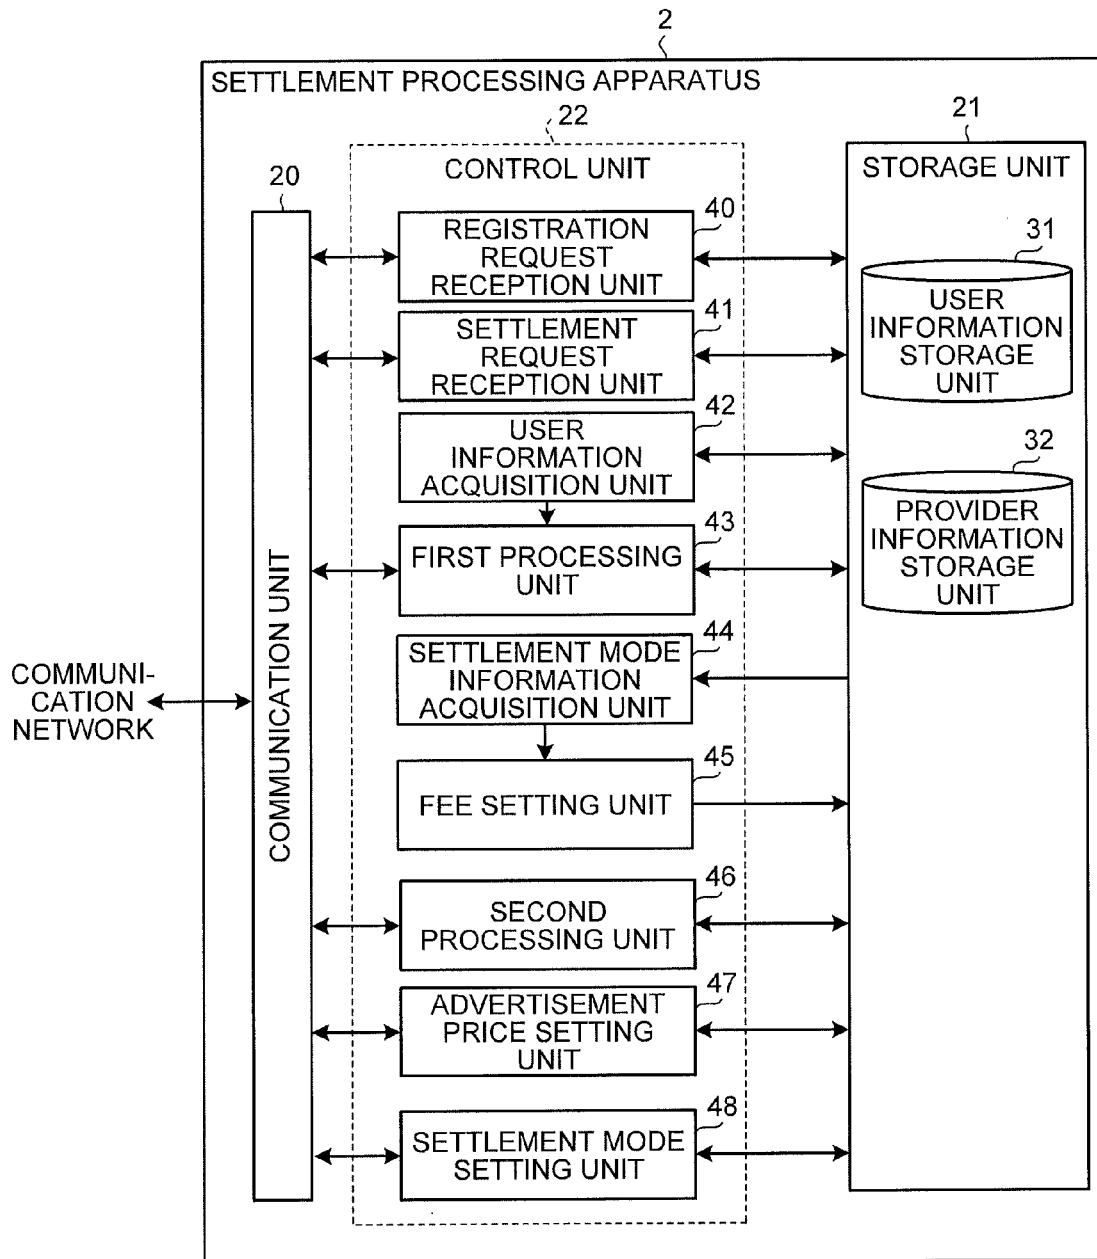 2
SETTLEMENT PROCESSING APPARATUS
22
21
CONTROL UNIT
STORAGE UNIT
20
COMMUNICATION UNIT
40
REGISTRATION
REQUEST
RECEPTION UNIT
41
SETTLEMENT
REQUEST
RECEPTION UNIT
42
USER
INFORMATION
ACQUISITION UNIT
43
FIRST PROCESSING
UNIT
44
SETTLEMENT MODE
INFORMATION
ACQUISITION UNIT
45
FEE SETTING UNIT
46
SECOND
PROCESSING UNIT
47
ADVERTISEMENT
PRICE SETTING
UNIT
48
SETTLEMENT MODE
SETTING UNIT
31
USER
INFORMATION
STORAGE
UNIT
32
PROVIDER
INFORMATION
STORAGE
UNIT
COMMUNI-
CATION
NETWORK